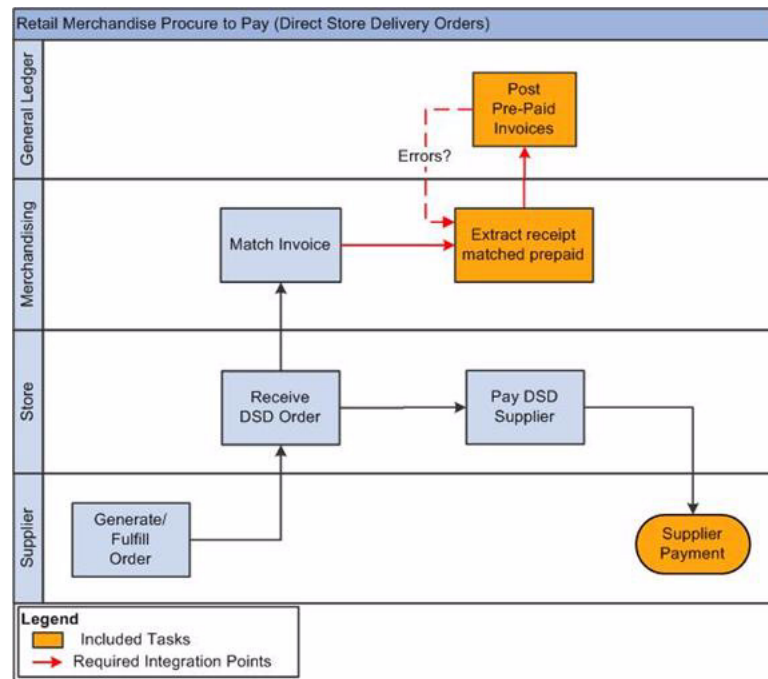 Retail Merchandise Procure to Pay (Direct Store Delivery Orders)
General Ledger
Post
Pre-Paid
Invoices
Errors?
Merchandising
Match Invoice
Extract receipt
matched prepaid
Store
Receive
DSD Order
Pay DSD
Supplier
Supplier
Generate/
Fulfill
Order
Supplier
Payment
Legend
Included Tasks
Required Integration Points